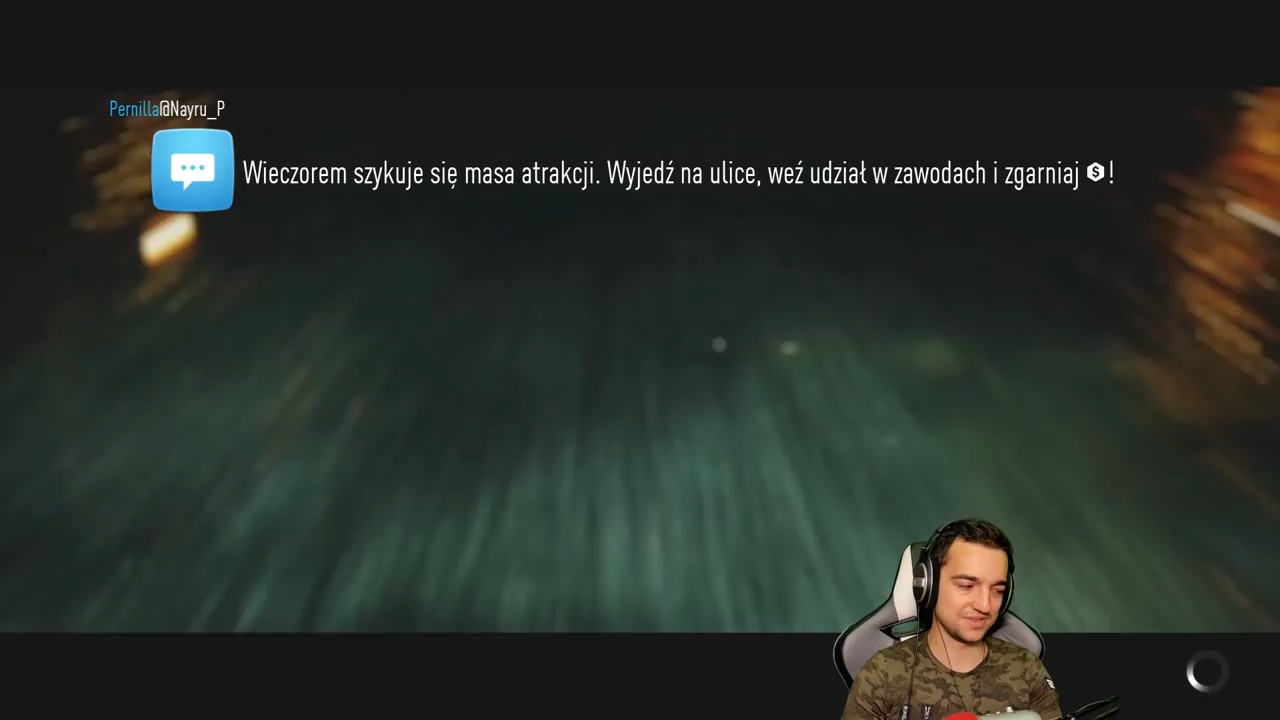 Pernilla@Nayru_P
Wieczorem szykuje się masa atrakcji. Wyjedź na ulice, weź udział w zawodach i zgarniaj $!